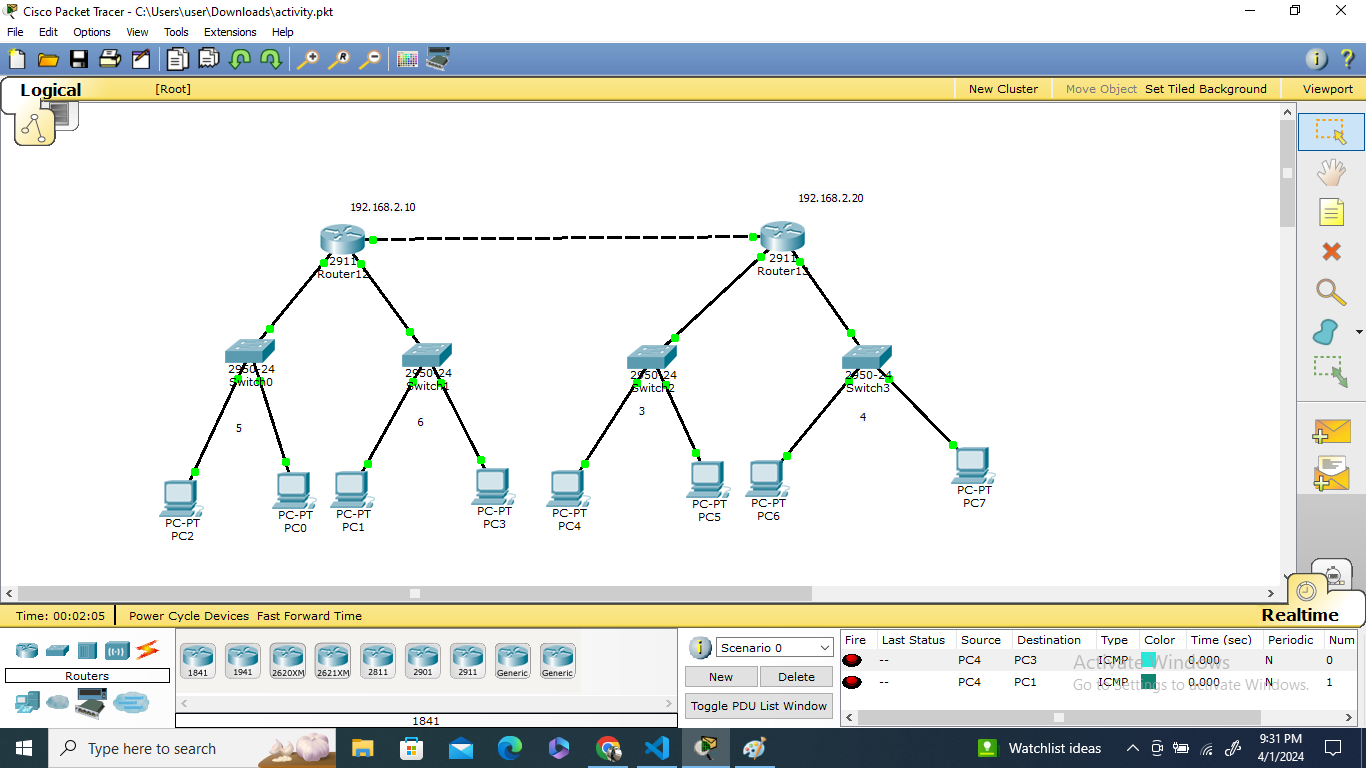 Cisco Packet Tracer - C:\Users\user\Downloads\activity.pkt
File Edit Options View Tools Extensions Help
Logical [Root] New Cluster Move Object Set Tiled Background Viewport
192.168.2.10
192.168.2.20
2911
Router12
2911
Router13
2950-24
Switch0
2950-24
Switch1
2950-24
Switch2
2950-24
Switch3
5
6
3
4
PC-PT
PC2
PC-PT
PC0
PC-PT
PC1
PC-PT
PC3
PC-PT
PC4
PC-PT
PC5
PC-PT
PC6
PC-PT
PC7
Time: 00:02:05 Power Cycle Devices Fast Forward Time
Realtime
Routers
1841 1941 2620XM 2621XM 2811 2901 2911 Generic Generic
1841
Scenario 0
New Delete
Toggle PDU List Window
Fire Last Status Source Destination Type Color Time (sec) Periodic Num
-- PC4 PC3 ICMP 0.000 N 0
-- PC4 PC1 ICMP 0.000 N 1
Activate Windows
Go to Settings to activate Windows.
Type here to search
Watchlist ideas
9:31 PM
4/1/2024